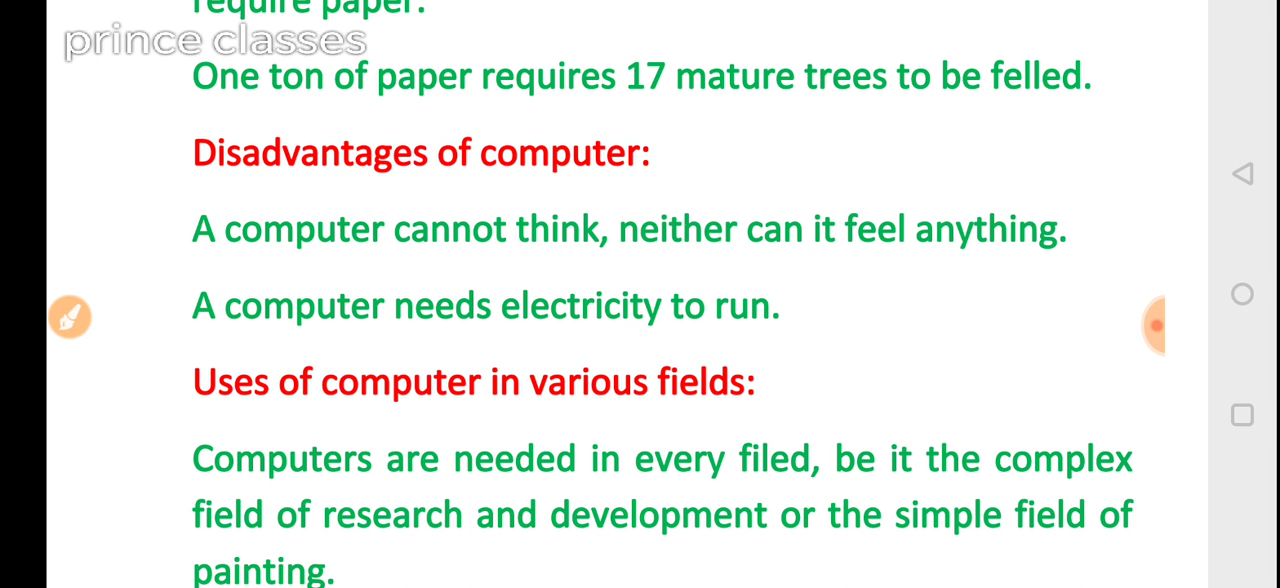 require paper.
prince classes
One ton of paper requires 17 mature trees to be felled.
Disadvantages of computer:
A computer cannot think, neither can it feel anything.
A computer needs electricity to run.
Uses of computer in various fields:
Computers are needed in every filed, be it the complex
field of research and development or the simple field of
painting.